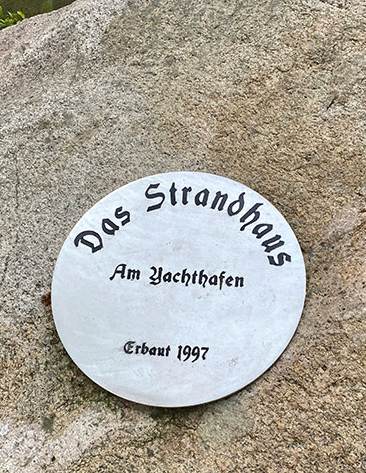 Das Strandhaus
Am Yachthafen
Erbaut 1997